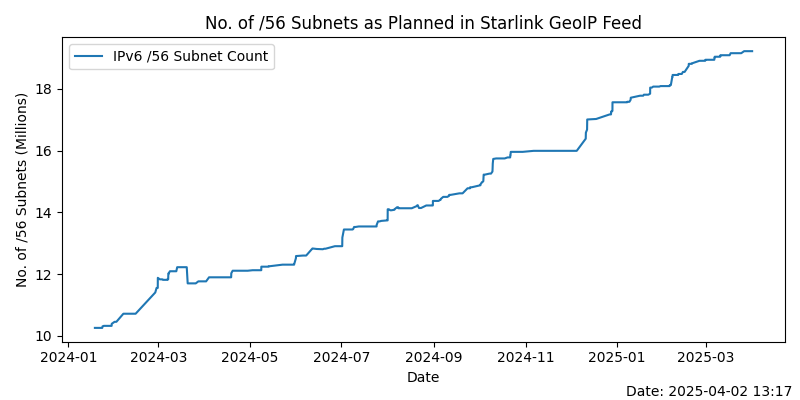 No. of /56 Subnets as Planned in Starlink GeoIP Feed
IPv6 /56 Subnet Count
No. of /56 Subnets (Millions)
18
16
14
12
10
2024-01 2024-03 2024-05 2024-07 2024-09 2024-11 2025-01 2025-03
Date
Date: 2025-04-02 13:17